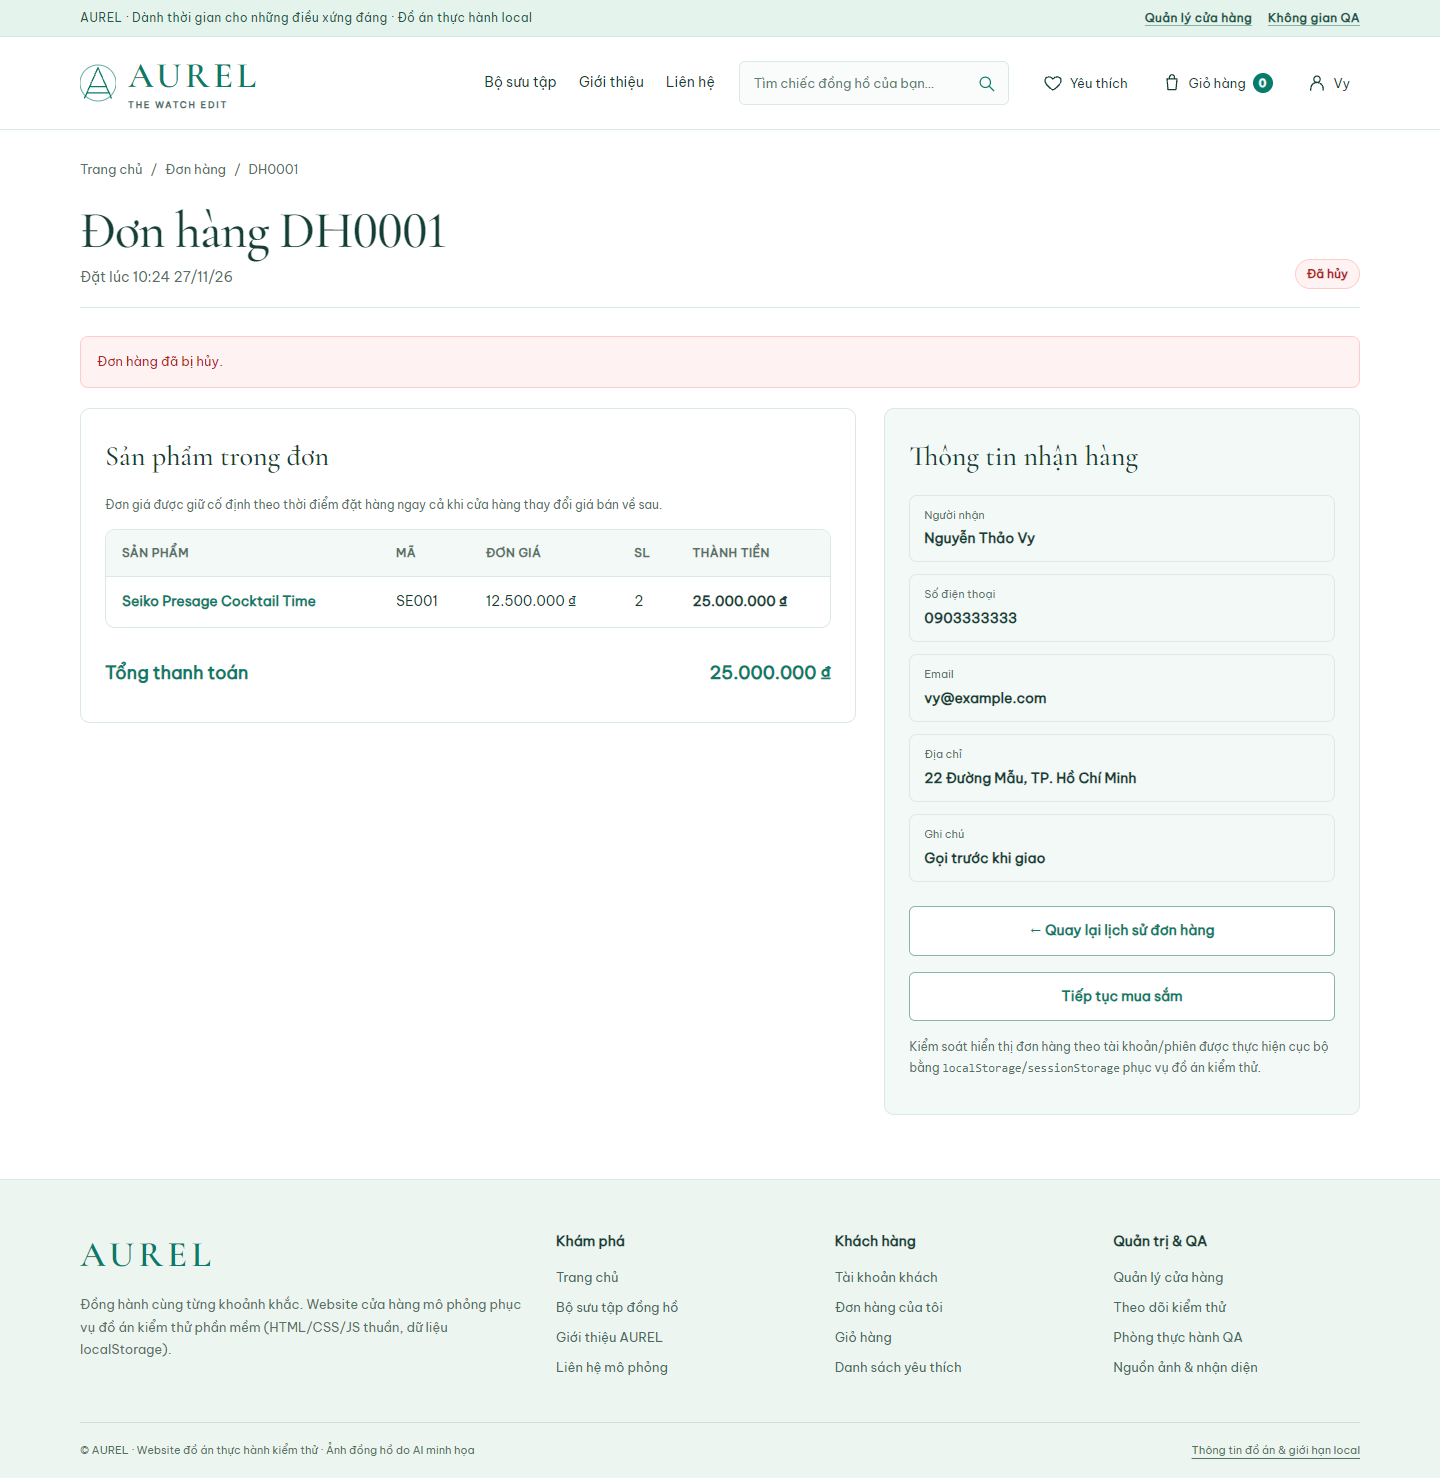 AUREL · Dành thời gian cho những điều xứng đáng · Đồ án thực hành local
Quản lý cửa hàng
Không gian QA
AUREL
THE WATCH EDIT
Bộ sưu tập
Giới thiệu
Liên hệ
Tìm chiếc đồng hồ của bạn...
Yêu thích
Giỏ hàng 0
Vy
Trang chủ / Đơn hàng / DH0001
Đơn hàng DH0001
Đặt lúc 10:24 27/11/26
Đã hủy
Đơn hàng đã bị hủy.
Sản phẩm trong đơn
Đơn giá được giữ cố định theo thời điểm đặt hàng ngay cả khi cửa hàng thay đổi giá bán về sau.
SẢN PHẨM MÃ ĐƠN GIÁ SL THÀNH TIỀN
Seiko Presage Cocktail Time SE001 12.500.000 ₫ 2 25.000.000 ₫
Tổng thanh toán 25.000.000 ₫
Thông tin nhận hàng
Người nhận
Nguyễn Thảo Vy
Số điện thoại
0903333333
Email
vy@example.com
Địa chỉ
22 Đường Mẫu, TP. Hồ Chí Minh
Ghi chú
Gọi trước khi giao
← Quay lại lịch sử đơn hàng
Tiếp tục mua sắm
Kiểm soát hiển thị đơn hàng theo tài khoản/phiên được thực hiện cục bộ
bằng localStorage/sessionStorage phục vụ đồ án kiểm thử.
AUREL
Đồng hành cùng từng khoảnh khắc. Website cửa hàng mô phỏng phục
vụ đồ án kiểm thử phần mềm (HTML/CSS/JS thuần, dữ liệu
localStorage).
Khám phá
Trang chủ
Bộ sưu tập đồng hồ
Giới thiệu AUREL
Liên hệ mô phỏng
Khách hàng
Tài khoản khách
Đơn hàng của tôi
Giỏ hàng
Danh sách yêu thích
Quản trị & QA
Quản lý cửa hàng
Theo dõi kiểm thử
Phòng thực hành QA
Nguồn ảnh & nhận diện
© AUREL · Website đồ án thực hành kiểm thử · Ảnh đồng hồ do AI minh họa
Thông tin đồ án & giới hạn local